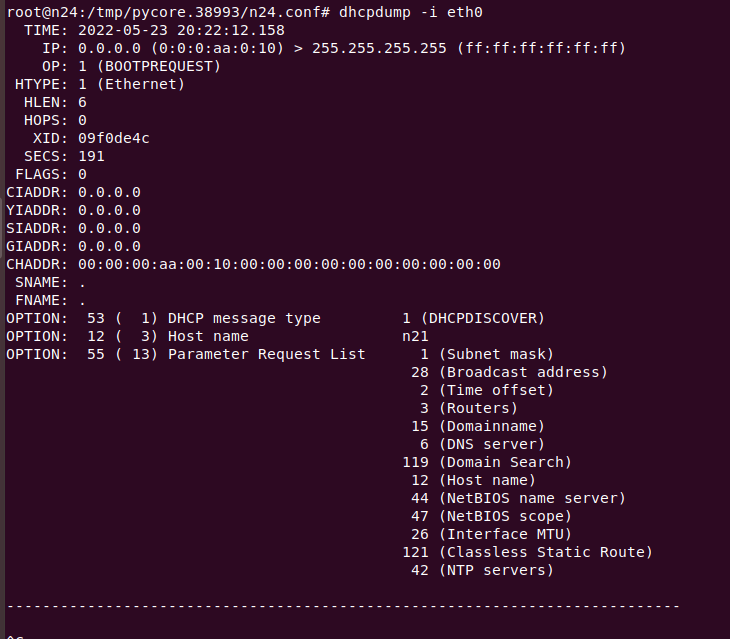 root@n24:/tmp/pycore.38993/n24.conf# dhcpdump -i eth0
  TIME: 2022-05-23 20:22:12.158
    IP: 0.0.0.0 (0:0:0:aa:0:10) > 255.255.255.255 (ff:ff:ff:ff:ff:ff)
    OP: 1 (BOOTPREQUEST)
 HTYPE: 1 (Ethernet)
  HLEN: 6
  HOPS: 0
   XID: 09f0de4c
  SECS: 191
 FLAGS: 0
CIADDR: 0.0.0.0
YIADDR: 0.0.0.0
SIADDR: 0.0.0.0
GIADDR: 0.0.0.0
CHADDR: 00:00:00:aa:00:10:00:00:00:00:00:00:00:00:00:00
 SNAME: .
 FNAME: .
OPTION:  53 (  1) DHCP message type         1 (DHCPDISCOVER)
OPTION:  12 (  3) Host name                 n21
OPTION:  55 ( 13) Parameter Request List      1 (Subnet mask)
                                             28 (Broadcast address)
                                              2 (Time offset)
                                              3 (Routers)
                                             15 (Domainname)
                                              6 (DNS server)
                                            119 (Domain Search)
                                             12 (Host name)
                                             44 (NetBIOS name server)
                                             47 (NetBIOS scope)
                                             26 (Interface MTU)
                                            121 (Classless Static Route)
                                             42 (NTP servers)
---------------------------------------------------------------------------